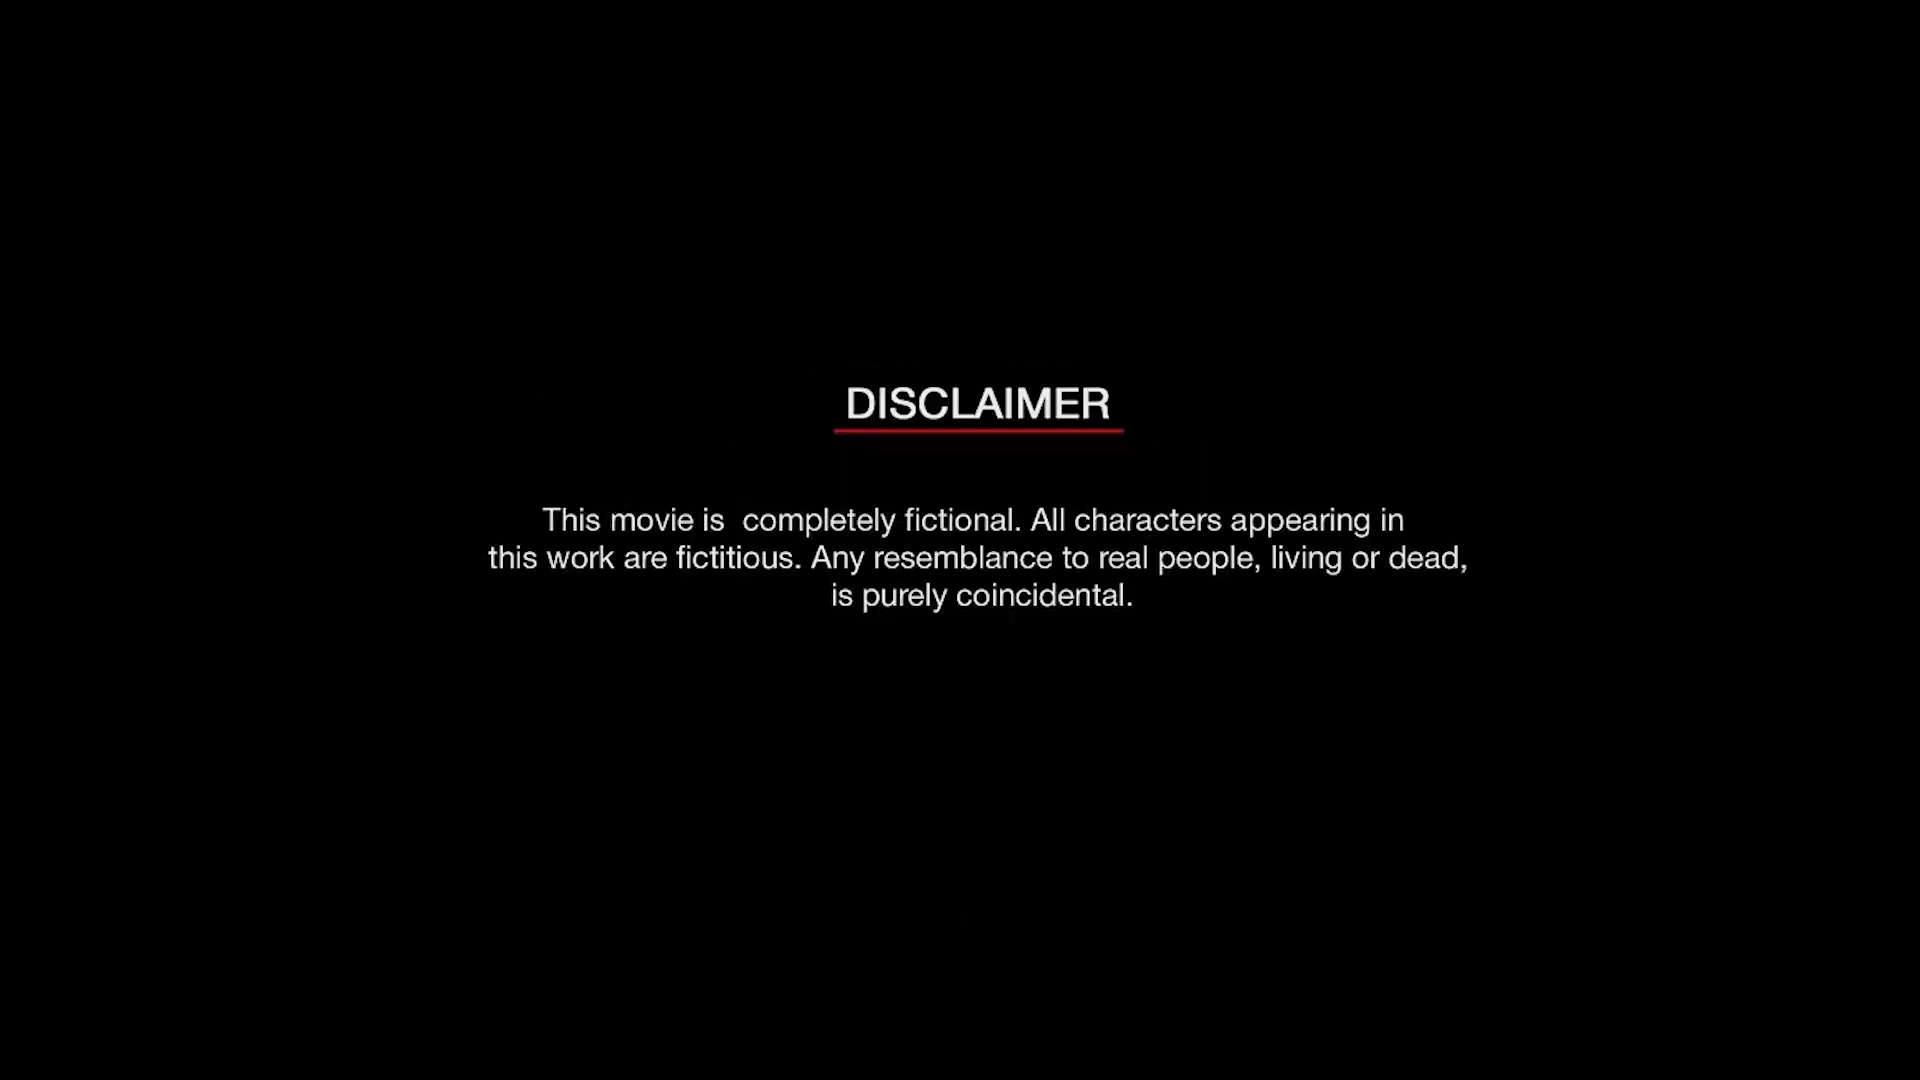 DISCLAIMER
This movie is  completely fictional. All characters appearing in
this work are fictitious. Any resemblance to real people, living or dead,
is purely coincidental.